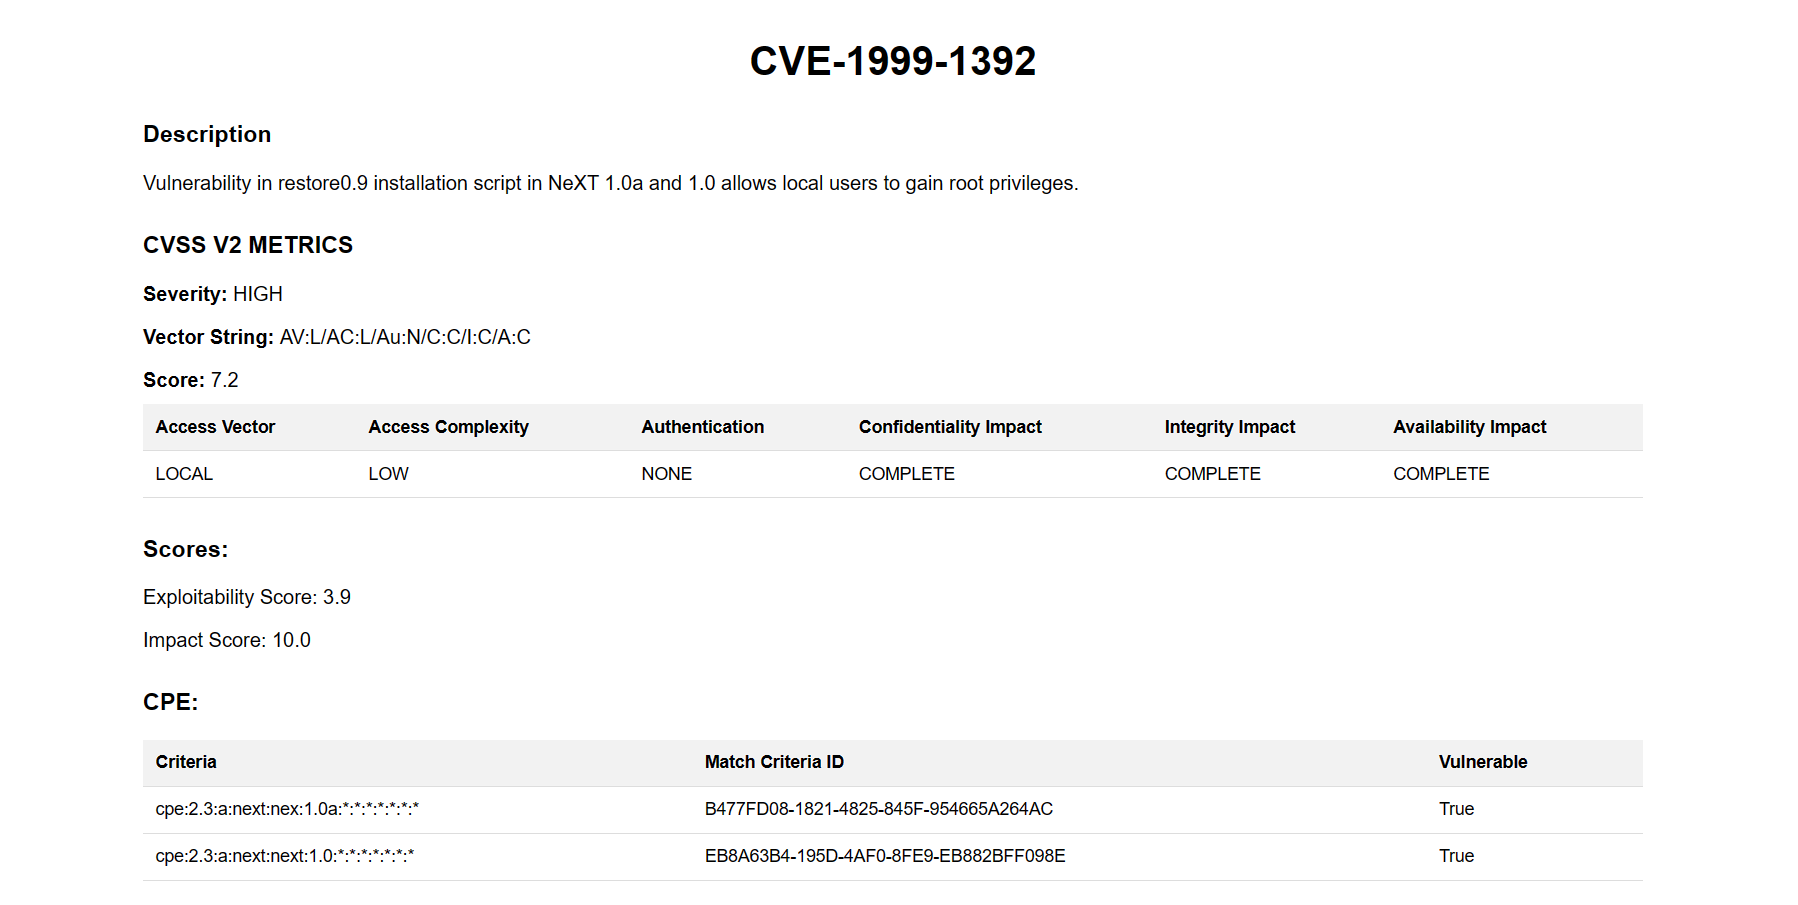 CVE-1999-1392
Description
Vulnerability in restore0.9 installation script in NeXT 1.0a and 1.0 allows local users to gain root privileges.
CVSS V2 METRICS
Severity: HIGH
Vector String: AV:L/AC:L/Au:N/C:C/I:C/A:C
Score: 7.2
Access Vector Access Complexity Authentication Confidentiality Impact Integrity Impact Availability Impact
LOCAL LOW NONE COMPLETE COMPLETE COMPLETE
Scores:
Exploitability Score: 3.9
Impact Score: 10.0
CPE:
Criteria Match Criteria ID Vulnerable
cpe:2.3:a:next:nex:1.0a:*:*:*:*:*:*:* B477FD08-1821-4825-845F-954665A264AC True
cpe:2.3:a:next:next:1.0:*:*:*:*:*:*:* EB8A63B4-195D-4AF0-8FE9-EB882BFF098E True